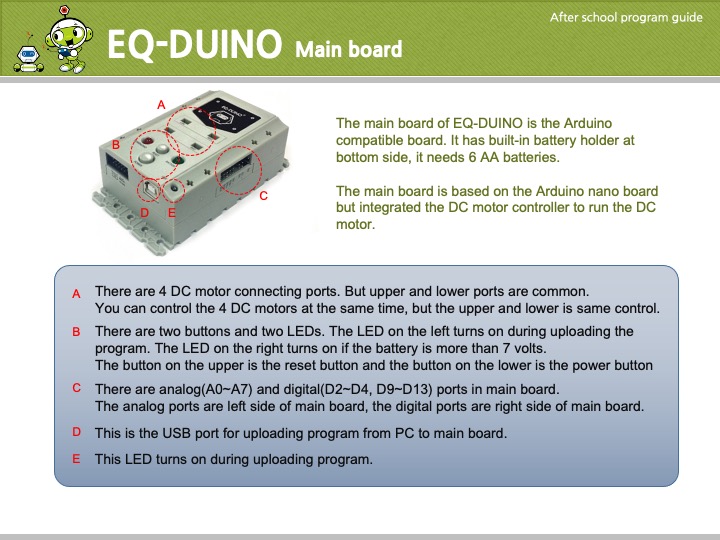 After school program guide
EQ-DUINO Main board
A
B
C
D
E
EQ-DUINO
The main board of EQ-DUINO is the Arduino
compatible board. It has built-in battery holder at
bottom side, it needs 6 AA batteries.
The main board is based on the Arduino nano board
but integrated the DC motor controller to run the DC
motor.
A There are 4 DC motor connecting ports. But upper and lower ports are common.
You can control the 4 DC motors at the same time, but the upper and lower is same control.
B There are two buttons and two LEDs. The LED on the left turns on during uploading the
program. The LED on the right turns on if the battery is more than 7 volts.
The button on the upper is the reset button and the button on the lower is the power button
C There are analog(A0~A7) and digital(D2~D4, D9~D13) ports in main board.
The analog ports are left side of main board, the digital ports are right side of main board.
D This is the USB port for uploading program from PC to main board.
E This LED turns on during uploading program.